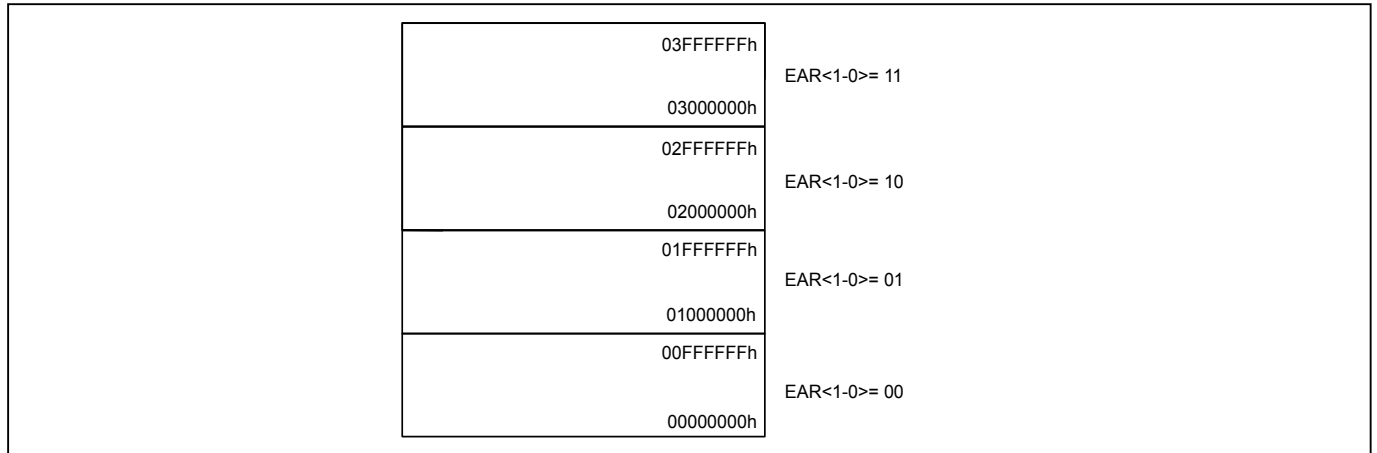 03FFFFFFh
EAR<1-0>= 11
03000000h
02FFFFFFh
EAR<1-0>= 10
02000000h
01FFFFFFh
EAR<1-0>= 01
01000000h
00FFFFFFh
EAR<1-0>= 00
00000000h